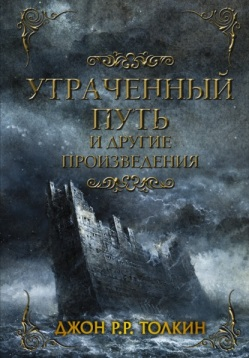 УТРАЧЕННЫЙ
ПУТЬ
И ДРУГИЕ
ПРОИЗВЕДЕНИЯ
ДЖОН Р.Р. ТОЛКИН